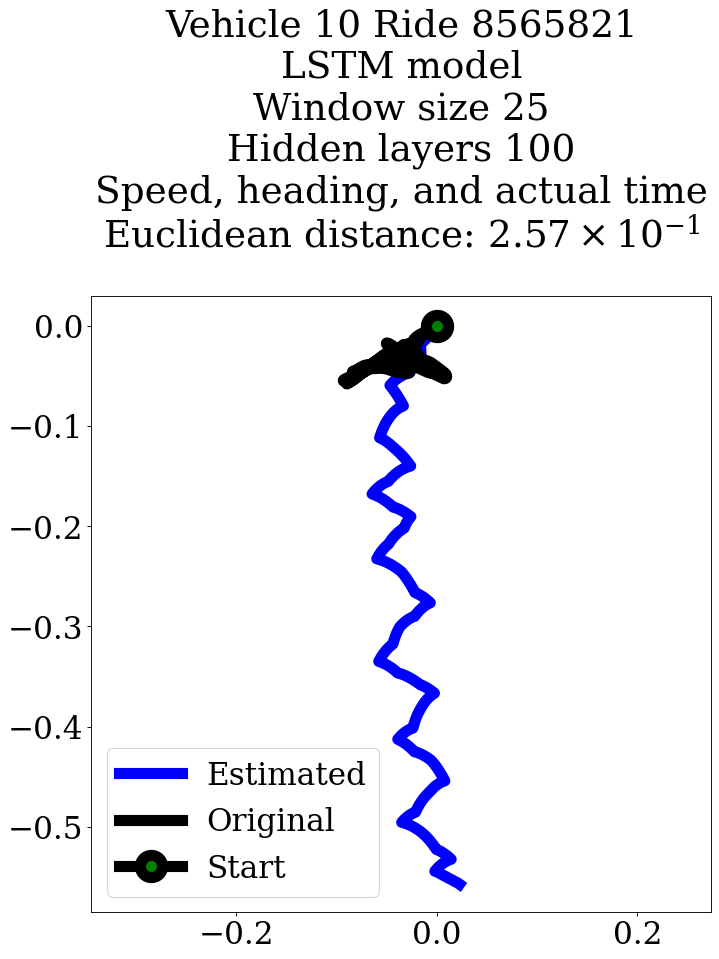 Vehicle 10 Ride 8565821
LSTM model
Window size 25
Hidden layers 100
Speed, heading, and actual time
Euclidean distance: 2.57 × 10⁻¹
0.0
−0.1
−0.2
−0.3
−0.4
−0.5
Estimated
Original
Start
−0.2 0.0 0.2